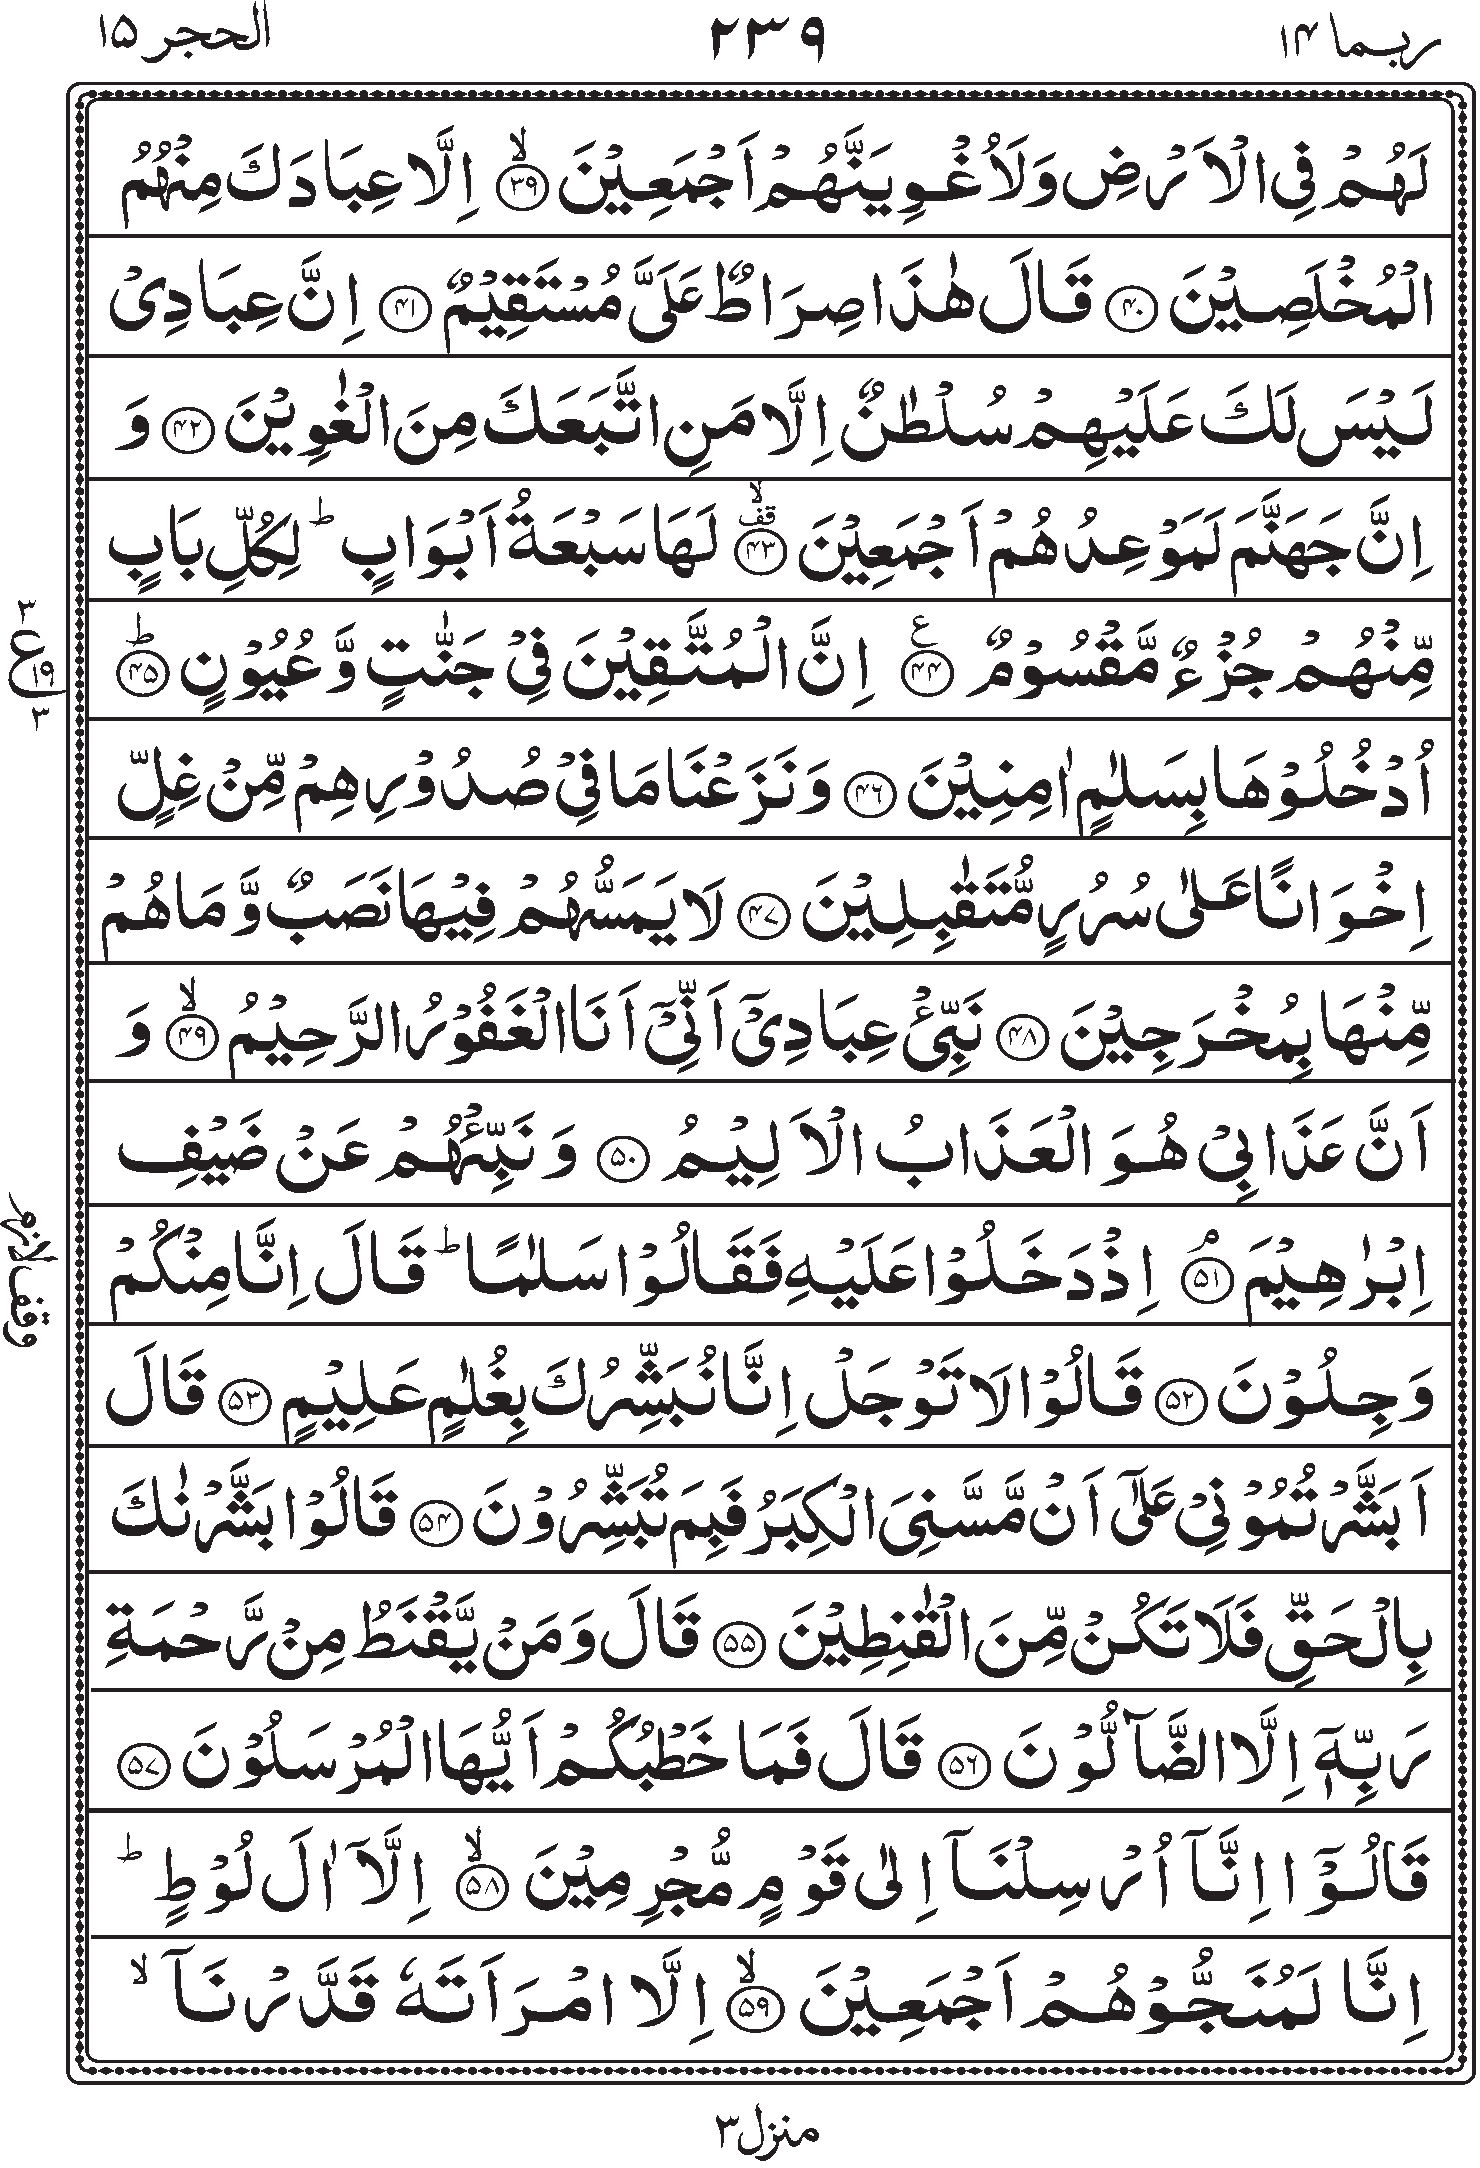 ربما ۱۴
۲۳۹
الحجر ۱۵
لَهُمْ فِی الْاَرْضِ وَلَاُغْوِیَنَّهُمْ اَجْمَعِیْنَ ﴿ۙ۳۹﴾ اِلَّا عِبَادَكَ مِنْهُمُ
الْمُخْلَصِیْنَ ﴿۴۰﴾ قَالَ هٰذَا صِرَاطٌ عَلَیَّ مُسْتَقِیْمٌ ﴿۴۱﴾ اِنَّ عِبَادِیْ
لَیْسَ لَكَ عَلَیْهِمْ سُلْطٰنٌ اِلَّا مَنِ اتَّبَعَكَ مِنَ الْغٰوِیْنَ ﴿۴۲﴾ وَ
اِنَّ جَهَنَّمَ لَمَوْعِدُهُمْ اَجْمَعِیْنَ ﴿۴۳﴾ۙقف لَهَا سَبْعَةُ اَبْوَابٍ ؕ لِكُلِّ بَابٍ
مِّنْهُمْ جُزْءٌ مَّقْسُوْمٌ ﴿۴۴﴾ع اِنَّ الْمُتَّقِیْنَ فِیْ جَنّٰتٍ وَّ عُیُوْنٍ ﴿ؕ۴۵﴾
اُدْخُلُوْهَا بِسَلٰمٍ اٰمِنِیْنَ ﴿۴۶﴾ وَ نَزَعْنَا مَا فِیْ صُدُوْرِهِمْ مِّنْ غِلٍّ
اِخْوَانًا عَلٰی سُرُرٍ مُّتَقٰبِلِیْنَ ﴿۴۷﴾ لَا یَمَسُّهُمْ فِیْهَا نَصَبٌ وَّ مَا هُمْ
مِّنْهَا بِمُخْرَجِیْنَ ﴿۴۸﴾ نَبِّئْ عِبَادِیْۤ اَنِّیْۤ اَنَا الْغَفُوْرُ الرَّحِیْمُ ﴿ۙ۴۹﴾ وَ
اَنَّ عَذَابِیْ هُوَ الْعَذَابُ الْاَلِیْمُ ﴿۵۰﴾ وَ نَبِّئْهُمْ عَنْ ضَیْفِ
اِبْرٰهِیْمَ ﴿ۘ۵۱﴾ اِذْ دَخَلُوْا عَلَیْهِ فَقَالُوْا سَلٰمًا ؕ قَالَ اِنَّا مِنْكُمْ
وَجِلُوْنَ ﴿۵۲﴾ قَالُوْا لَا تَوْجَلْ اِنَّا نُبَشِّرُكَ بِغُلٰمٍ عَلِیْمٍ ﴿۵۳﴾ قَالَ
اَبَشَّرْتُمُوْنِیْ عَلٰۤی اَنْ مَّسَّنِیَ الْكِبَرُ فَبِمَ تُبَشِّرُوْنَ ﴿۵۴﴾ قَالُوْا بَشَّرْنٰكَ
بِالْحَقِّ فَلَا تَكُنْ مِّنَ الْقٰنِطِیْنَ ﴿۵۵﴾ قَالَ وَ مَنْ یَّقْنَطُ مِنْ رَّحْمَةِ
رَبِّهٖۤ اِلَّا الضَّآلُّوْنَ ﴿۵۶﴾ قَالَ فَمَا خَطْبُكُمْ اَیُّهَا الْمُرْسَلُوْنَ ﴿۵۷﴾
قَالُوْۤا اِنَّاۤ اُرْسِلْنَاۤ اِلٰی قَوْمٍ مُّجْرِمِیْنَ ﴿ۙ۵۸﴾ اِلَّاۤ اٰلَ لُوْطٍ ؕ
اِنَّا لَمُنَجُّوْهُمْ اَجْمَعِیْنَ ﴿ۙ۵۹﴾ اِلَّا امْرَاَتَهٗ قَدَّرْنَاۤ ۙ
۳
ع
۱۹
۳
وقف لازم
منزل ۳